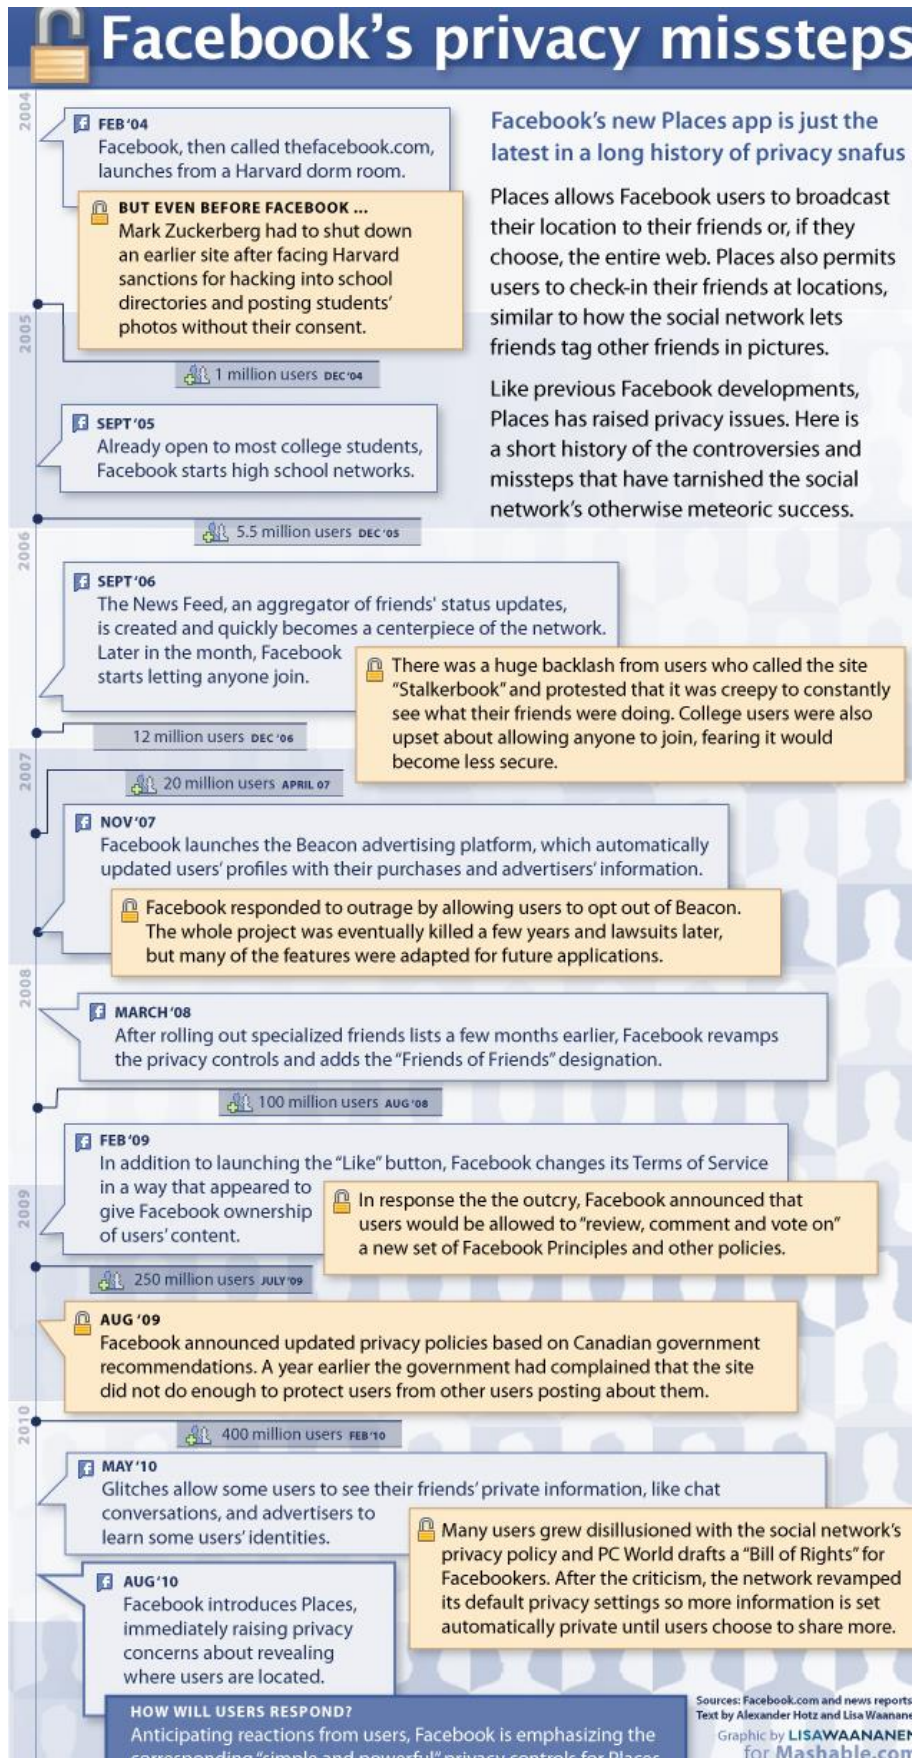 Facebook's privacy missteps
2004
FEB '04
Facebook, then called thefacebook.com,
launches from a Harvard dorm room.
BUT EVEN BEFORE FACEBOOK ...
Mark Zuckerberg had to shut down
an earlier site after facing Harvard
sanctions for hacking into school
directories and posting students'
photos without their consent.
Facebook's new Places app is just the
latest in a long history of privacy snafus
Places allows Facebook users to broadcast
their location to their friends or, if they
choose, the entire web. Places also permits
users to check-in their friends at locations,
similar to how the social network lets
friends tag other friends in pictures.
Like previous Facebook developments,
Places has raised privacy issues. Here is
a short history of the controversies and
missteps that have tarnished the social
network's otherwise meteoric success.
2005
1 million users DEC '04
SEPT '05
Already open to most college students,
Facebook starts high school networks.
5.5 million users DEC '05
2006
SEPT '06
The News Feed, an aggregator of friends' status updates,
is created and quickly becomes a centerpiece of the network.
Later in the month, Facebook
starts letting anyone join.
There was a huge backlash from users who called the site
"Stalkerbook" and protested that it was creepy to constantly
see what their friends were doing. College users were also
upset about allowing anyone to join, fearing it would
become less secure.
12 million users DEC '06
2007
20 million users APRIL 07
NOV '07
Facebook launches the Beacon advertising platform, which automatically
updated users' profiles with their purchases and advertisers' information.
Facebook responded to outrage by allowing users to opt out of Beacon.
The whole project was eventually killed a few years and lawsuits later,
but many of the features were adapted for future applications.
2008
MARCH '08
After rolling out specialized friends lists a few months earlier, Facebook revamps
the privacy controls and adds the "Friends of Friends" designation.
100 million users AUG '08
FEB '09
In addition to launching the "Like" button, Facebook changes its Terms of Service
in a way that appeared to
give Facebook ownership
of users' content.
In response the the outcry, Facebook announced that
users would be allowed to "review, comment and vote on"
a new set of Facebook Principles and other policies.
2009
250 million users JULY '09
AUG '09
Facebook announced updated privacy policies based on Canadian government
recommendations. A year earlier the government had complained that the site
did not do enough to protect users from other users posting about them.
2010
400 million users FEB '10
MAY '10
Glitches allow some users to see their friends' private information, like chat
conversations, and advertisers to
learn some users' identities.
Many users grew disillusioned with the social network's
privacy policy and PC World drafts a "Bill of Rights" for
Facebookers. After the criticism, the network revamped
its default privacy settings so more information is set
automatically private until users choose to share more.
AUG '10
Facebook introduces Places,
immediately raising privacy
concerns about revealing
where users are located.
HOW WILL USERS RESPOND?
Anticipating reactions from users, Facebook is emphasizing the
corresponding "simple and powerful" privacy controls for Places
Sources: Facebook.com and news reports
Text by Alexander Hotz and Lisa Waanane
Graphic by LISAWAANANEN
for Mashable.com